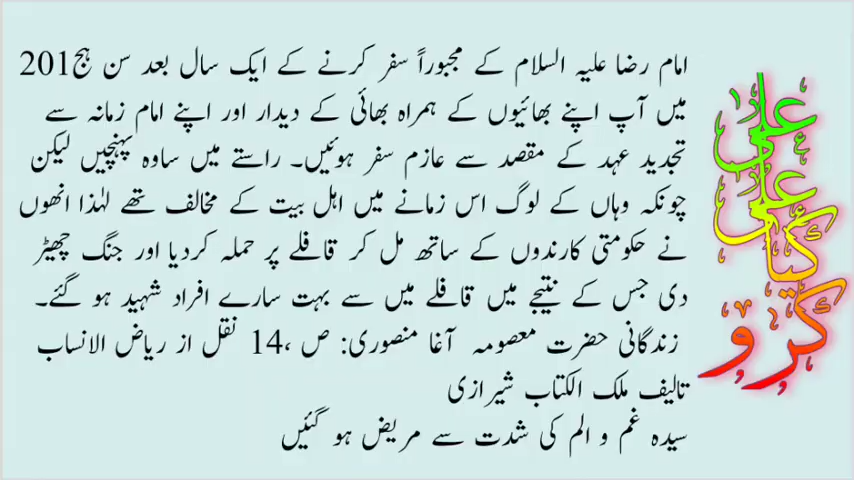 امام رضا علیہ السلام کے مجبوراً سفر کرنے کے ایک سال بعد سن ہج201
میں آپ اپنے بھائیوں کے ہمراہ بھائی کے دیدار اور اپنے امام زمانہ سے
تجدید عہد کے مقصد سے عازم سفر ہوئیں۔ راستے میں ساوہ پہنچیں لیکن
چونکہ وہاں کے لوگ اس زمانے میں اہل بیت کے مخالف تھے لہٰذا انھوں
نے حکومتی کارندوں کے ساتھ مل کر قافلے پر حملہ کردیا اور جنگ چھیڑ
دی جس کے نتیجے میں قافلے میں سے بہت سارے افراد شہید ہو گئے۔
زندگانی حضرت معصومہ آغا منصوری: ص ،14 نقل از ریاض الانساب
تالیف ملک الکتاب شیرازی
سیدہ غم و الم کی شدت سے مریض ہو گئیں
علی
علی
کیا
کرو